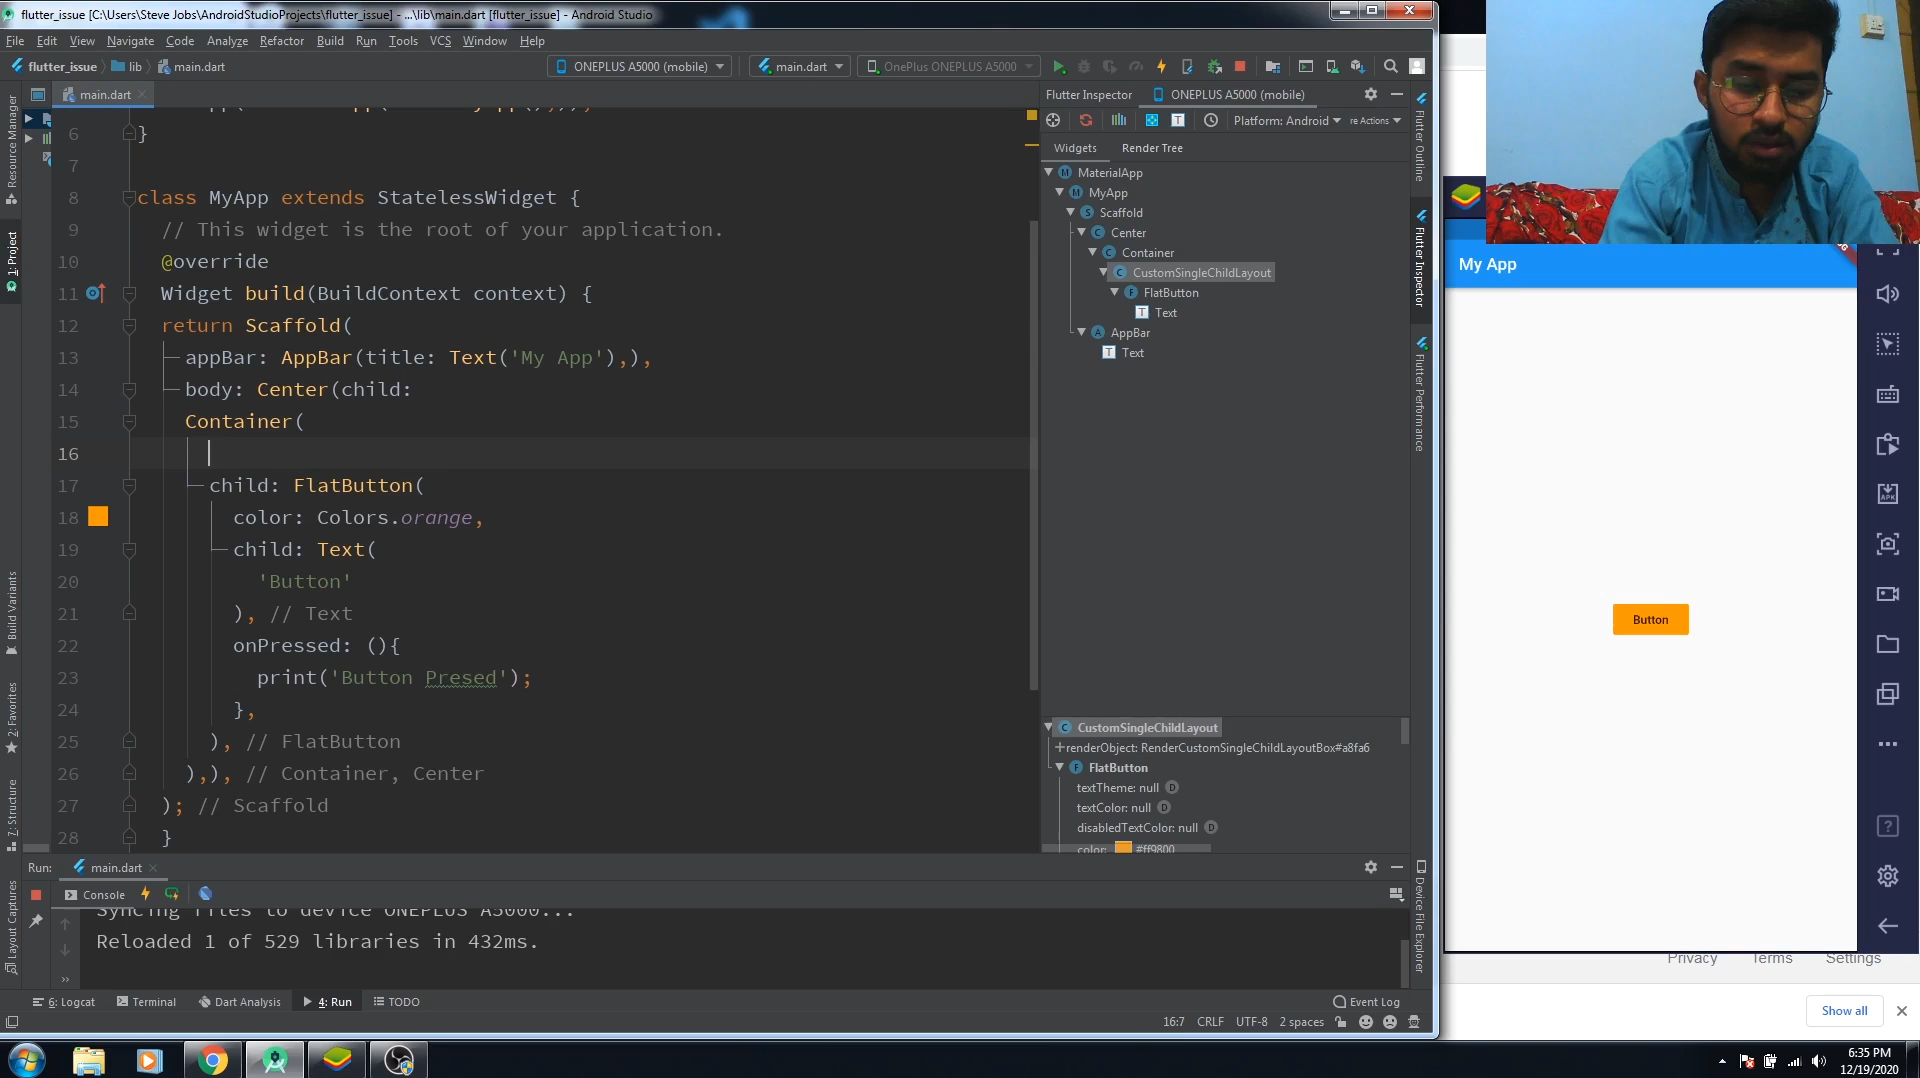 flutter_issue [C:\Users\Steve Jobs\AndroidStudioProjects\flutter_issue] - ...\lib\main.dart [flutter_issue] - Android Studio
File Edit View Navigate Code Analyze Refactor Build Run Tools VCS Window Help
flutter_issue lib main.dart ONEPLUS A5000 (mobile) main.dart OnePlus ONEPLUS A5000
main.dart
Flutter Inspector ONEPLUS A5000 (mobile)
Platform: Android re Actions
Widgets Render Tree
MaterialApp
MyApp
Scaffold
Center
Container
CustomSingleChildLayout
FlatButton
Text
AppBar
Text
6 }
7
8 class MyApp extends StatelessWidget {
9 // This widget is the root of your application.
10 @override
11 Widget build(BuildContext context) {
12 return Scaffold(
13 appBar: AppBar(title: Text('My App'),),
14 body: Center(child:
15 Container(
16
17 child: FlatButton(
18 color: Colors.orange,
19 child: Text(
20 'Button'
21 ), // Text
22 onPressed: (){
23 print('Button Presed');
24 },
25 ), // FlatButton
26 ),), // Container, Center
27 ); // Scaffold
28 }
CustomSingleChildLayout
renderObject: RenderCustomSingleChildLayoutBox#a8fa6
FlatButton
textTheme: null D
textColor: null D
disabledTextColor: null D
color: #ff9800
Resource Manager
1: Project
Build Variants
2: Favorites
7: Structure
Layout Captures
Flutter Outline
Flutter Inspector
Flutter Performance
Device File Explorer
Run: main.dart
Console
Syncing files to device ONEPLUS A5000...
Reloaded 1 of 529 libraries in 432ms.
6: Logcat Terminal Dart Analysis 4: Run TODO Event Log
16:7 CRLF UTF-8 2 spaces
My App
Button
Privacy Terms Settings
Show all
6:35 PM
12/19/2020